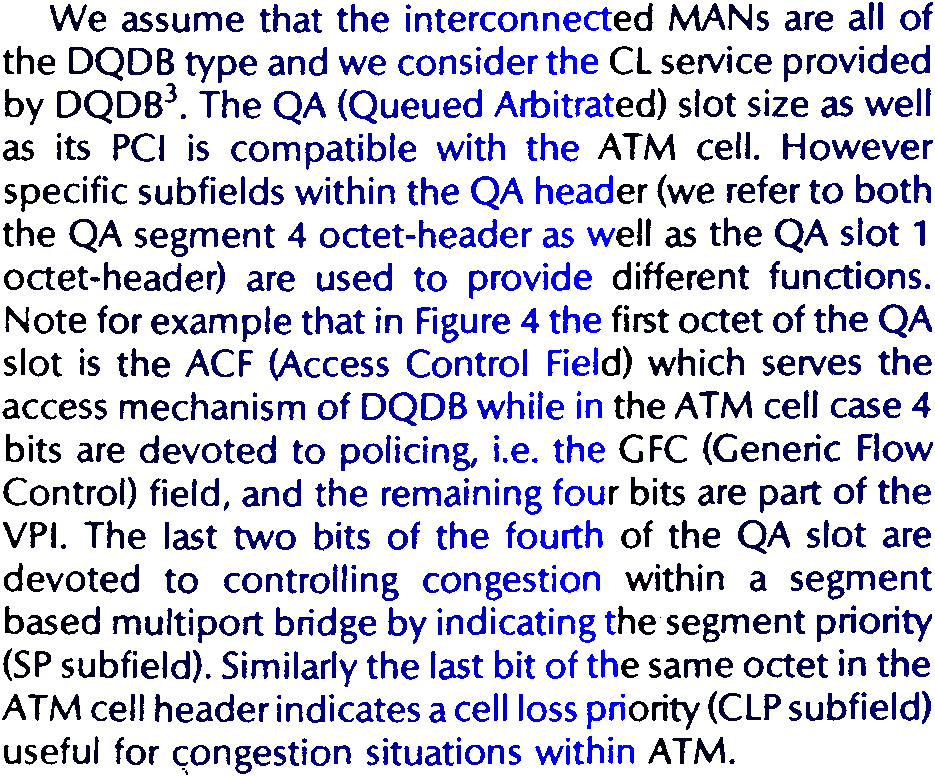 We assume that the interconnected MANs are all of
the DQDB type and we consider the CL service provided
by DQDB³. The QA (Queued Arbitrated) slot size as well
as its PCI is compatible with the ATM cell. However
specific subfields within the QA header (we refer to both
the QA segment 4 octet-header as well as the QA slot 1
octet-header) are used to provide different functions.
Note for example that in Figure 4 the first octet of the QA
slot is the ACF (Access Control Field) which serves the
access mechanism of DQDB while in the ATM cell case 4
bits are devoted to policing, i.e. the GFC (Generic Flow
Control) field, and the remaining four bits are part of the
VPI. The last two bits of the fourth of the QA slot are
devoted to controlling congestion within a segment
based multiport bridge by indicating the segment priority
(SP subfield). Similarly the last bit of the same octet in the
ATM cell header indicates a cell loss priority (CLP subfield)
useful for congestion situations within ATM.